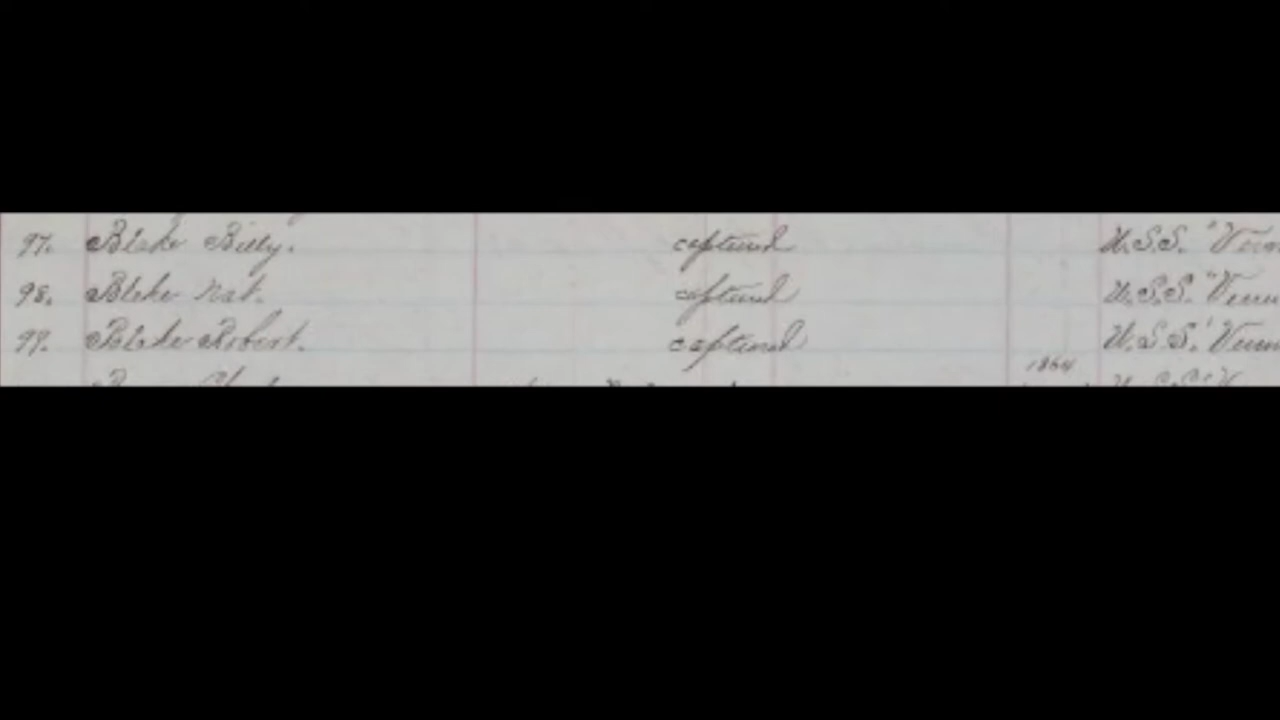 97. Blake Billy. captured U.S.S. "
98. Blake Nat. captured U.S.S. "
99. Blake Robert. captured U.S.S. "
1864